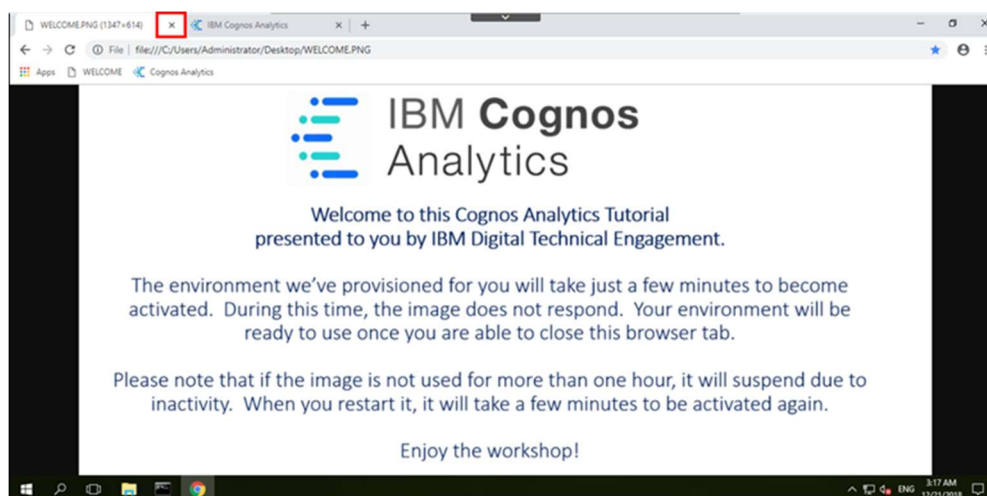 WELCOME.PNG (1347×614)
IBM Cognos Analytics
File | file:///C:/Users/Administrator/Desktop/WELCOME.PNG
Apps WELCOME Cognos Analytics
IBM Cognos
Analytics
Welcome to this Cognos Analytics Tutorial
presented to you by IBM Digital Technical Engagement.
The environment we've provisioned for you will take just a few minutes to become
activated. During this time, the image does not respond. Your environment will be
ready to use once you are able to close this browser tab.
Please note that if the image is not used for more than one hour, it will suspend due to
inactivity. When you restart it, it will take a few minutes to be activated again.
Enjoy the workshop!
ENG
3:17 AM
12/21/2018